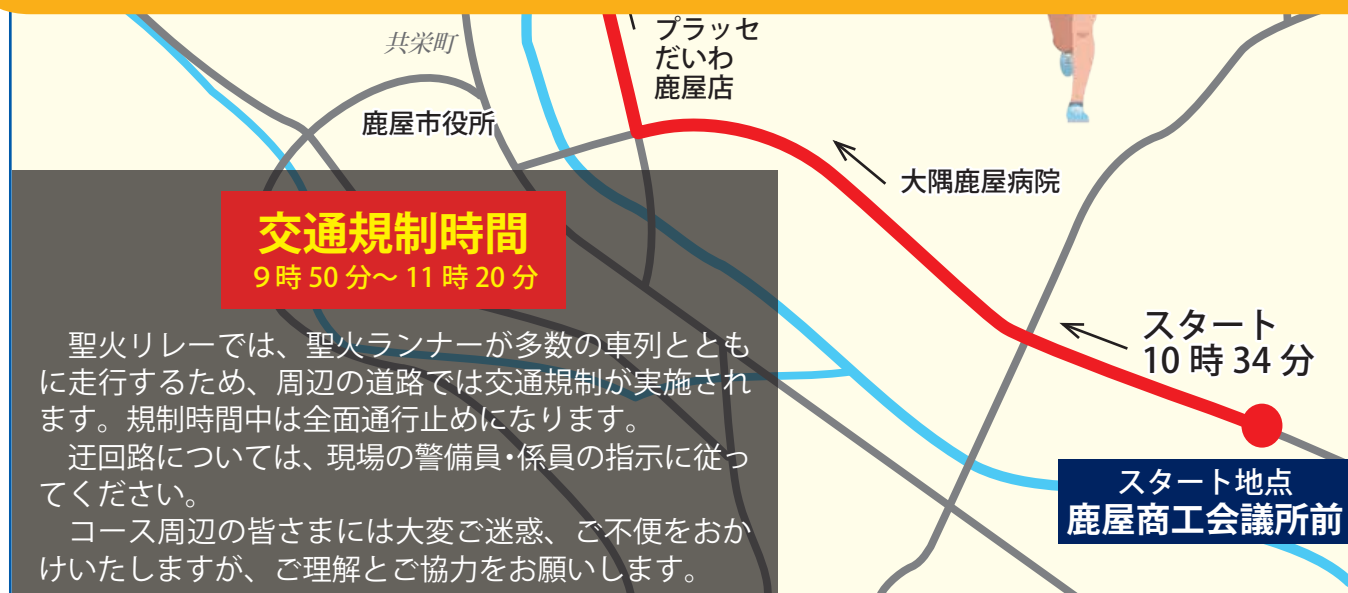 共栄町
プラッセ
だいわ
鹿屋店
鹿屋市役所
大隅鹿屋病院
交通規制時間
9時50分〜11時20分
スタート
10時34分
　聖火リレーでは、聖火ランナーが多数の車列ととも
に走行するため、周辺の道路では交通規制が実施され
ます。規制時間中は全面通行止めになります。
　迂回路については、現場の警備員・係員の指示に従っ
てください。
　コース周辺の皆さまには大変ご迷惑、ご不便をおか
けいたしますが、ご理解とご協力をお願いします。
スタート地点
鹿屋商工会議所前